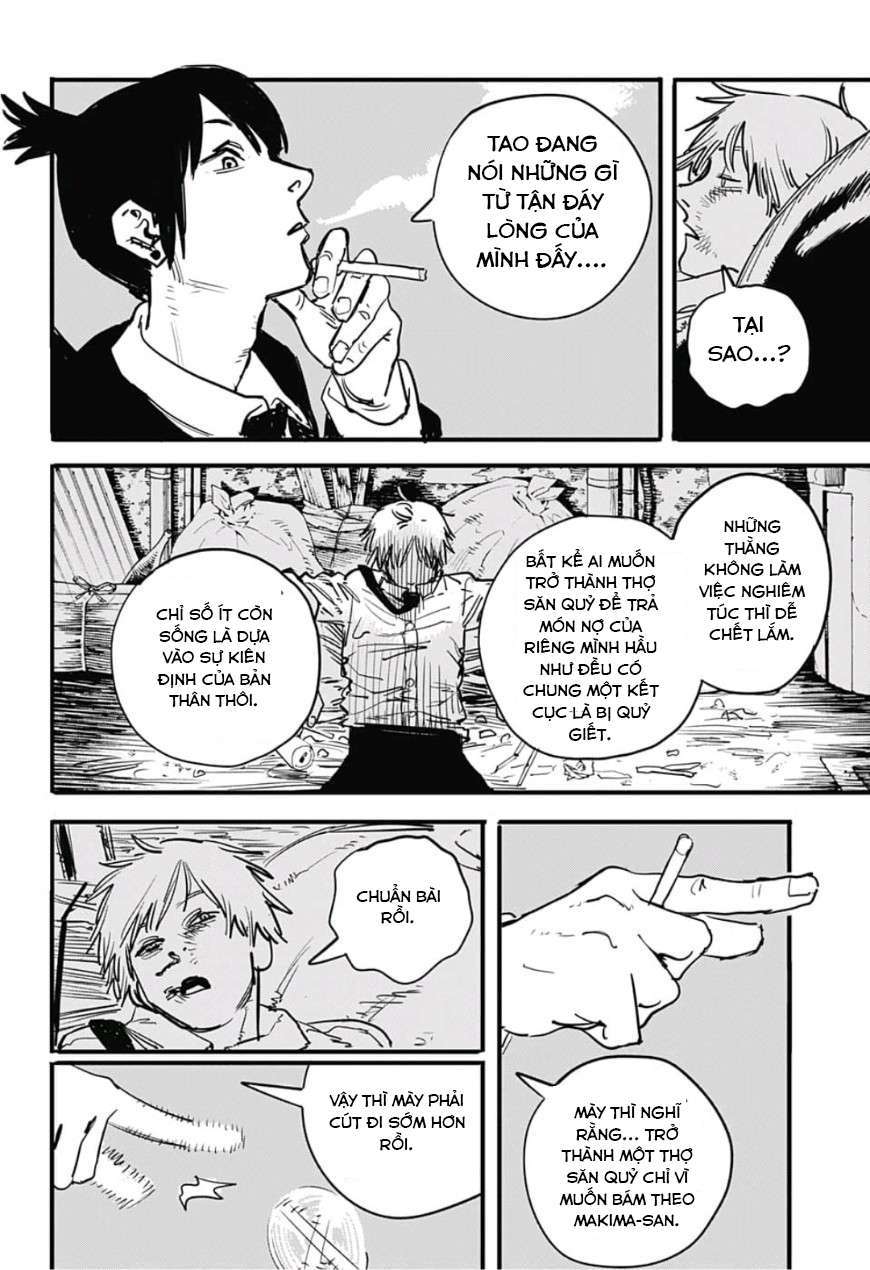 TẠI
SAO...?
TAO ĐANG
NÓI NHỮNG GÌ
TỪ TẬN ĐÁY
LÒNG CỦA
MÌNH ĐẤY....
NHỮNG
THẰNG
KHÔNG LÀM
VIỆC NGHIÊM
TÚC THÌ DỄ
CHẾT LẮM.
BẤT KỂ AI MUỐN
TRỞ THÀNH THỢ
SĂN QUỶ ĐỂ TRẢ
MÓN NỢ CỦA
RIÊNG MÌNH HẦU
NHƯ ĐỀU CÓ
CHUNG MỘT KẾT
CỤC LÀ BỊ QUỶ
GIẾT.
CHỈ SỐ ÍT CÒN
SỐNG LÀ DỰA
VÀO SỰ KIÊN
ĐỊNH CỦA BẢN
THÂN THÔI.
MÀY THÌ NGHĨ
RẰNG... TRỞ
THÀNH MỘT THỢ
SĂN QUỶ CHỈ VÌ
MUỐN BÁM THEO
MAKIMA-SAN.
CHUẨN BÀI
RỒI.
VẬY THÌ MÀY PHẢI
CÚT ĐI SỚM HƠN
RỒI.